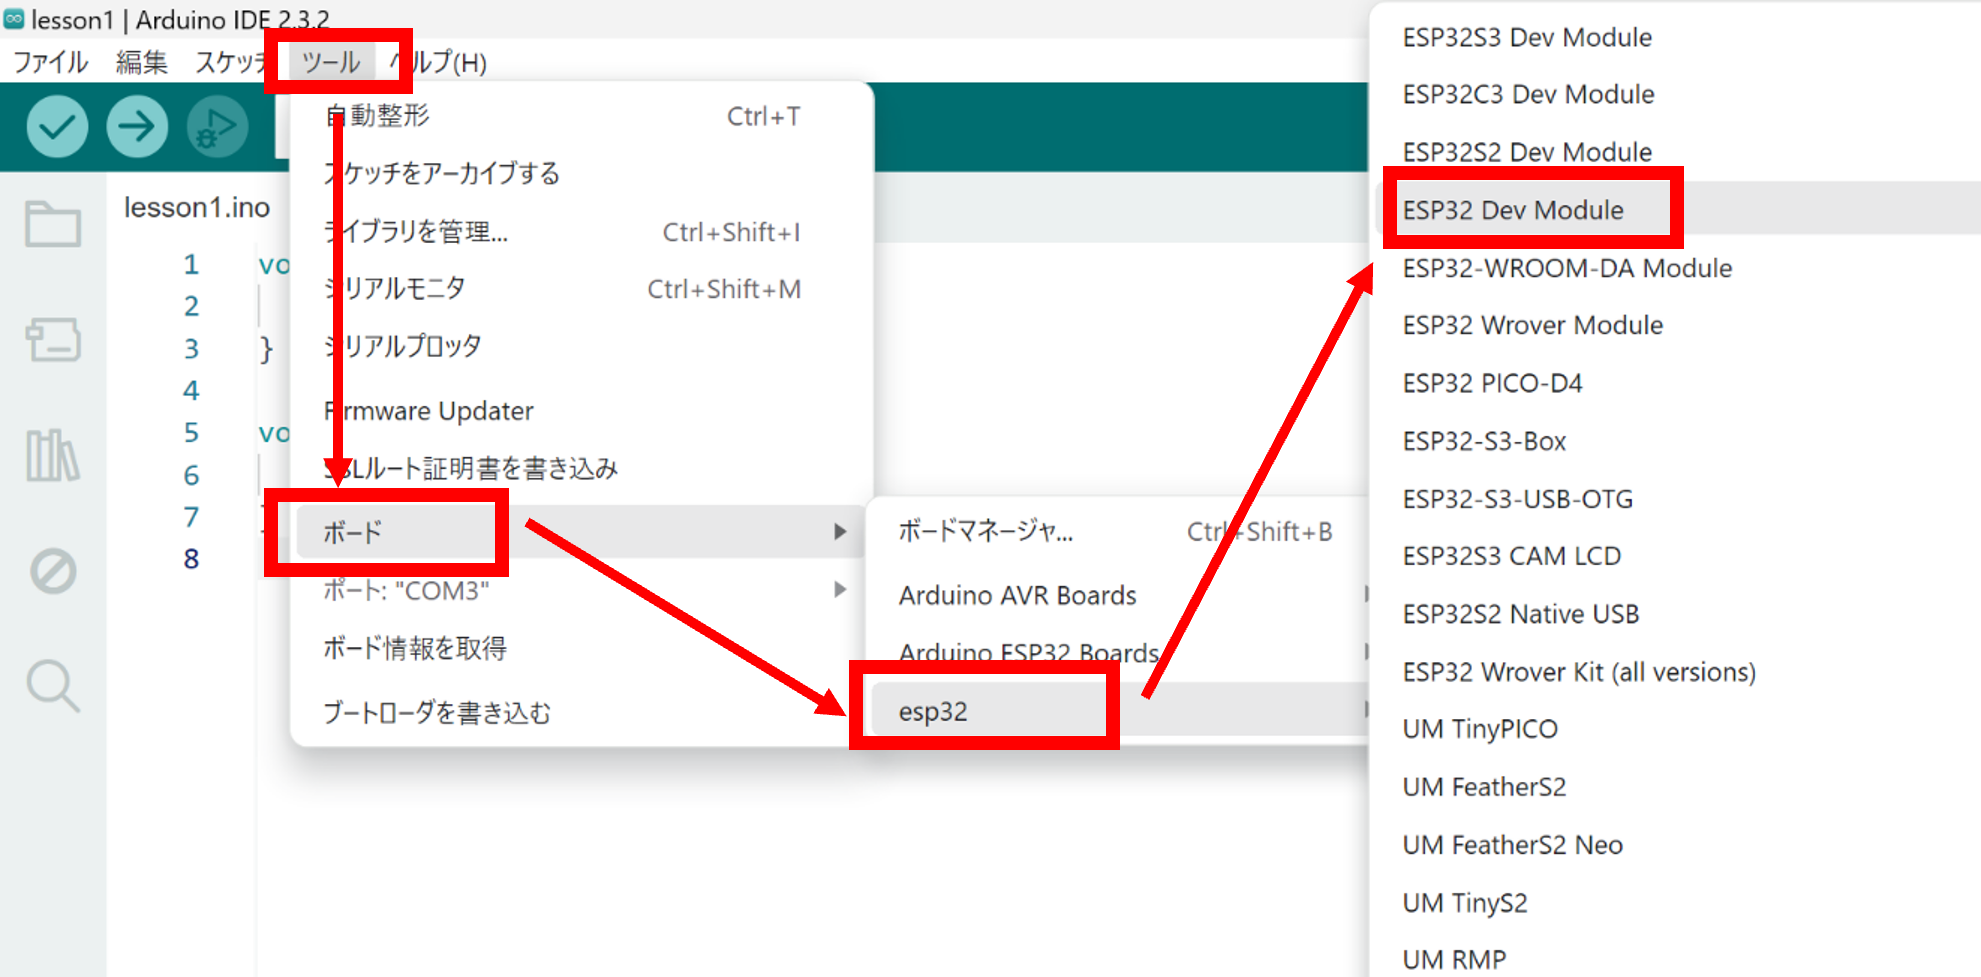 lesson1 | Arduino IDE 2.3.2
ファイル 編集 スケッチ ツール ヘルプ(H)
lesson1.ino
1 vo
2
3 }
4
5 vo
6
7
8
自動整形 Ctrl+T
スケッチをアーカイブする
ライブラリを管理... Ctrl+Shift+I
シリアルモニタ Ctrl+Shift+M
シリアルプロッタ
Firmware Updater
SSLルート証明書を書き込み
ボード
ポート: "COM3"
ボード情報を取得
ブートローダを書き込む
ボードマネージャ... Ctrl+Shift+B
Arduino AVR Boards
Arduino ESP32 Boards
esp32
ESP32S3 Dev Module
ESP32C3 Dev Module
ESP32S2 Dev Module
ESP32 Dev Module
ESP32-WROOM-DA Module
ESP32 Wrover Module
ESP32 PICO-D4
ESP32-S3-Box
ESP32-S3-USB-OTG
ESP32S3 CAM LCD
ESP32S2 Native USB
ESP32 Wrover Kit (all versions)
UM TinyPICO
UM FeatherS2
UM FeatherS2 Neo
UM TinyS2
UM RMP